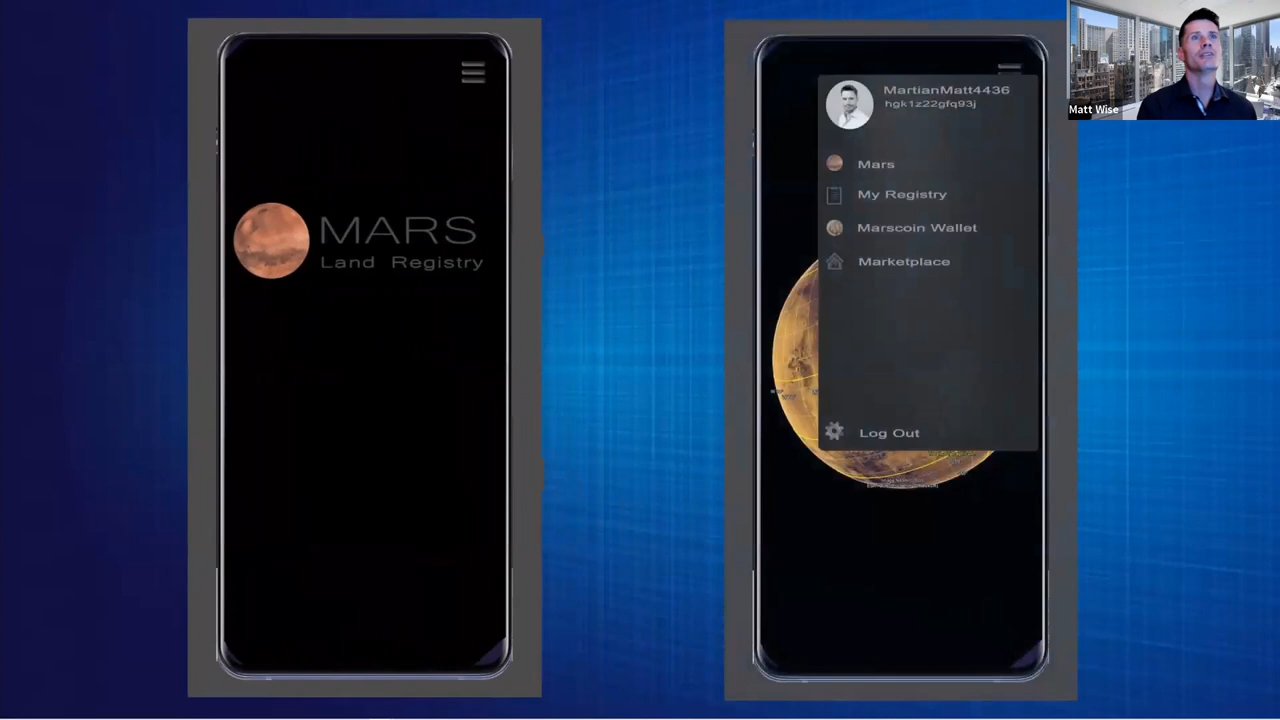 MARS
Land Registry
MartianMatt4436
hgk1z22gfq93j
Mars
My Registry
Marscoin Wallet
Marketplace
Log Out
Matt Wise